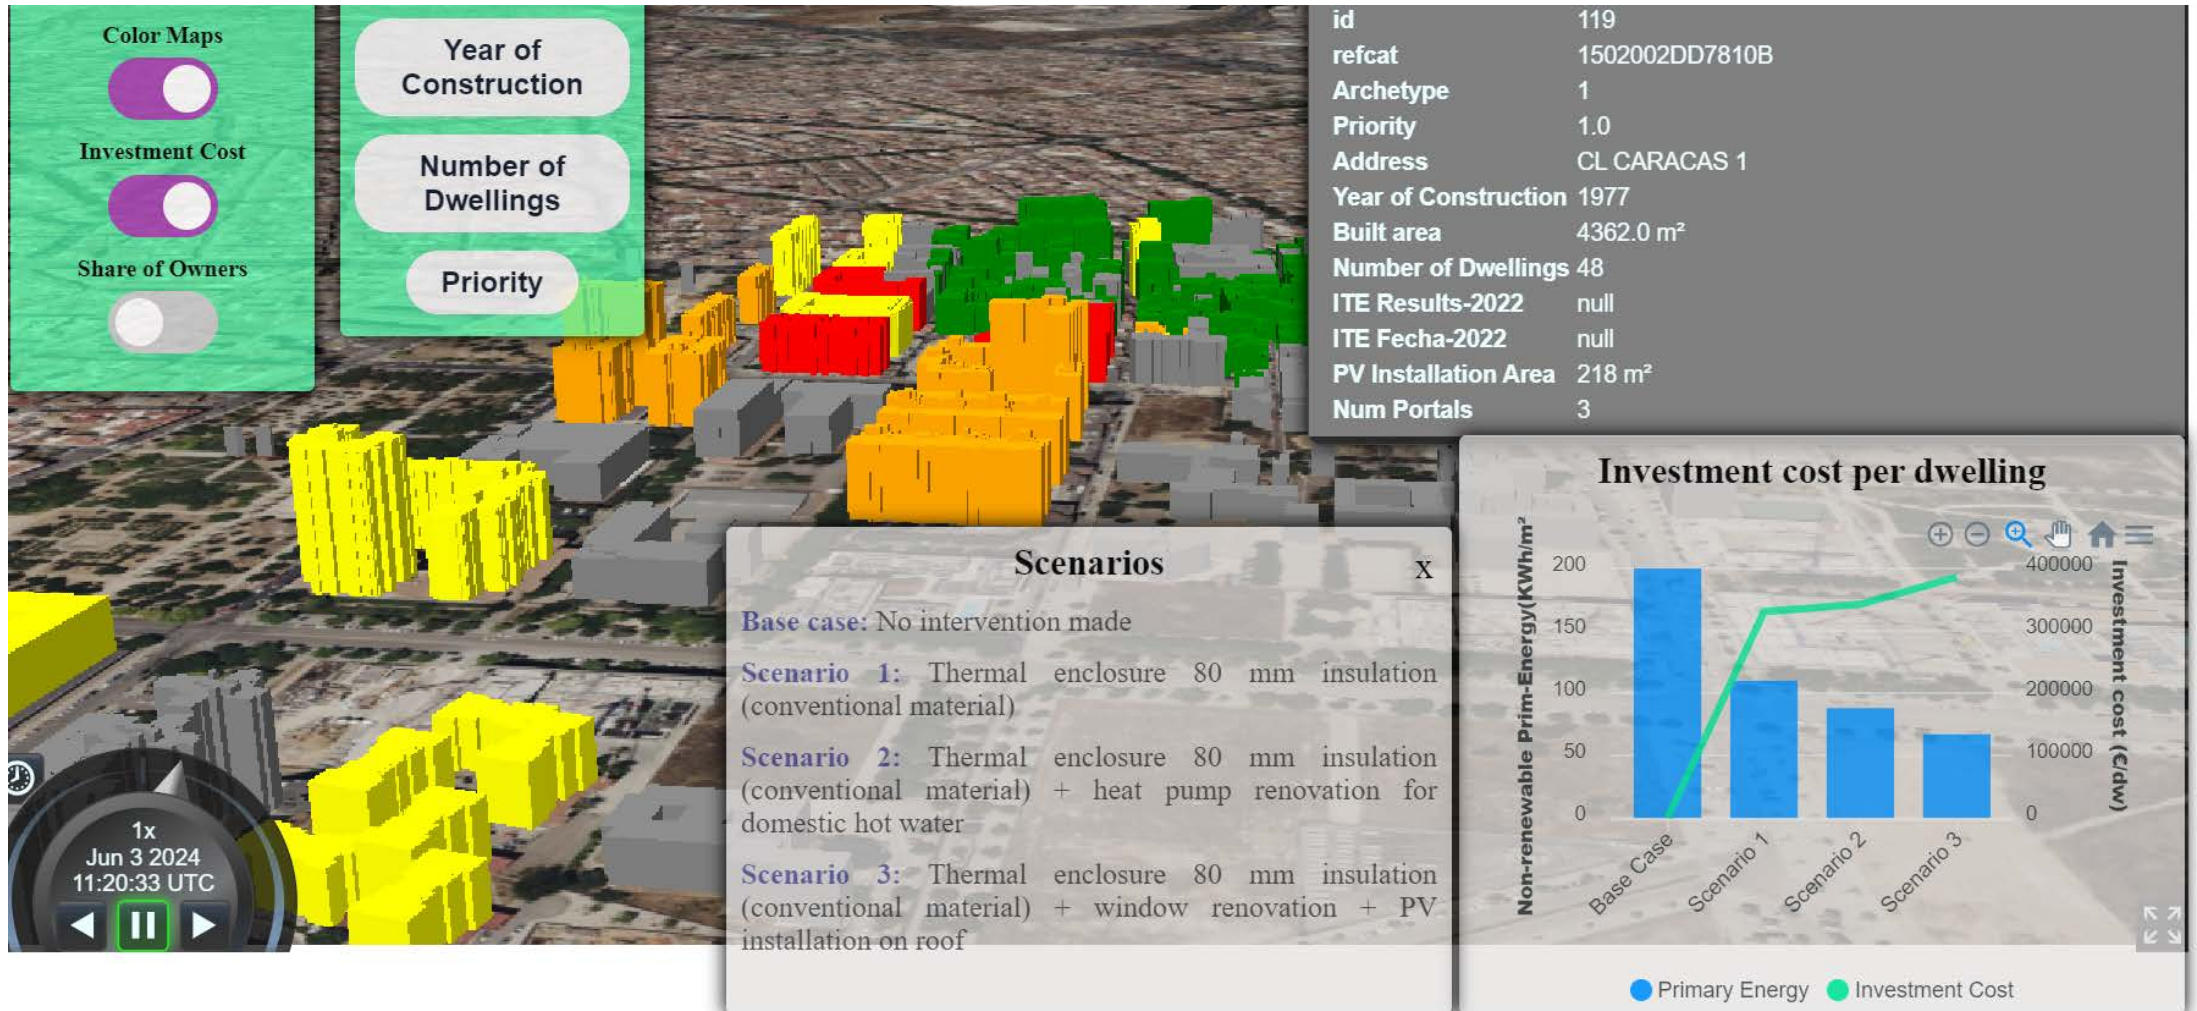 Color Maps
Investment Cost
Share of Owners
Year of
Construction
Number of
Dwellings
Priority
id 119
refcat 1502002DD7810B
Archetype 1
Priority 1.0
Address CL CARACAS 1
Year of Construction 1977
Built area 4362.0 m²
Number of Dwellings 48
ITE Results-2022 null
ITE Fecha-2022 null
PV Installation Area 218 m²
Num Portals 3
Scenarios
X
Base case: No intervention made
Scenario 1: Thermal enclosure 80 mm insulation
(conventional material)
Scenario 2: Thermal enclosure 80 mm insulation
(conventional material) + heat pump renovation for
domestic hot water
Scenario 3: Thermal enclosure 80 mm insulation
(conventional material) + window renovation + PV
installation on roof
Investment cost per dwelling
Non-renewable Prim-Energy(KWh/m²
200
150
100
50
0
400000
300000
200000
100000
0
Investment cost (€/dw)
Base Case
Scenario 1
Scenario 2
Scenario 3
Primary Energy
Investment Cost
1x
Jun 3 2024
11:20:33 UTC